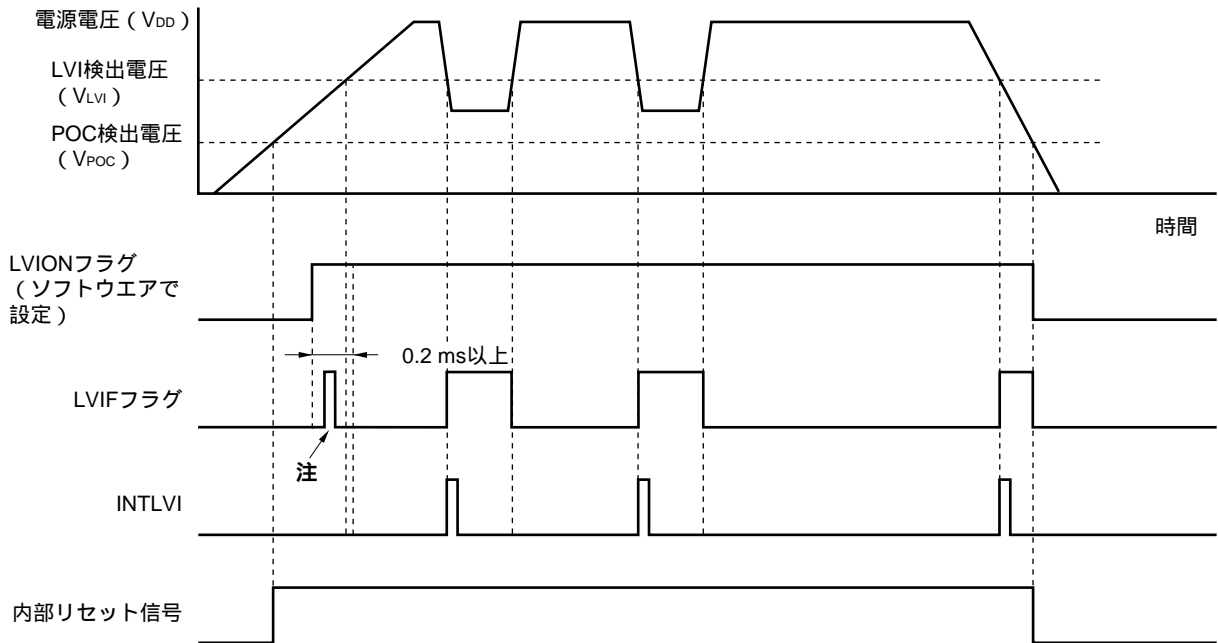 電源電圧（VDD）
LVI検出電圧
（VLVI）
POC検出電圧
（VPOC）
時間
LVIONフラグ
（ソフトウエアで
設定）
0.2 ms以上
LVIFフラグ
注
INTLVI
内部リセット信号